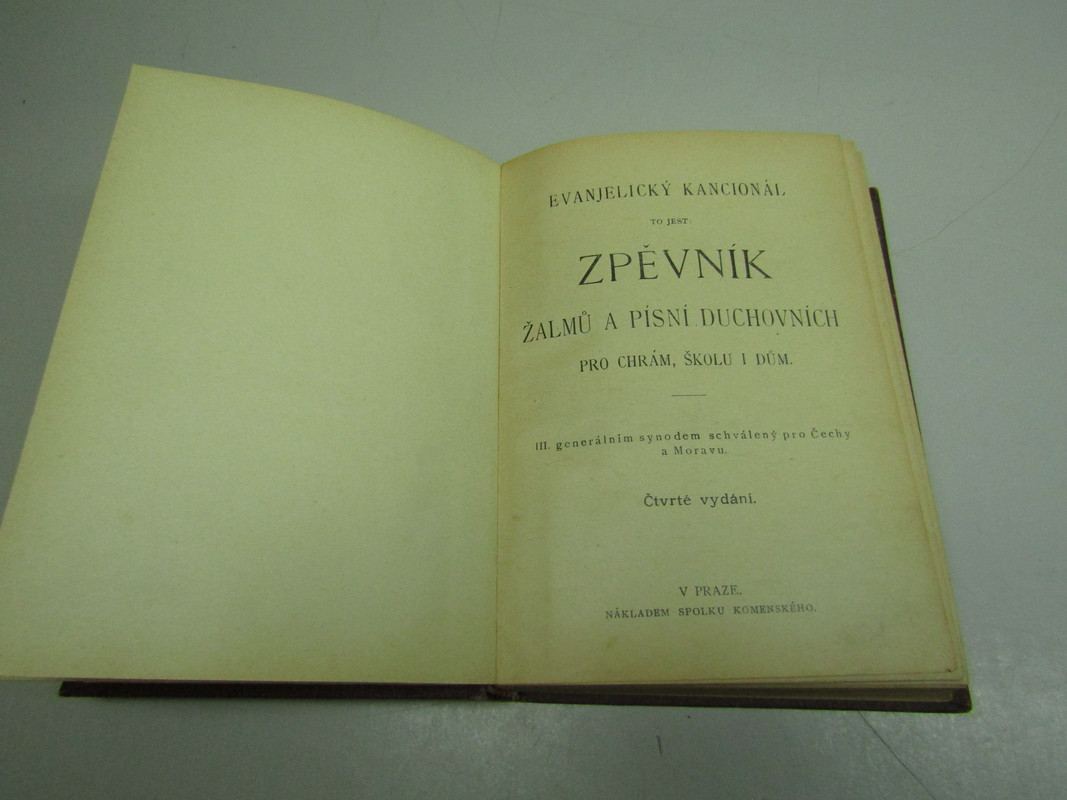 EVANJELICKÝ KANCIONÁL
TO JEST:
ZPĚVNÍK
ŽALMŮ A PÍSNÍ DUCHOVNÍCH
PRO CHRÁM, ŠKOLU I DŮM.
III. generálním synodem schválený pro Čechy
a Moravu.
Čtvrté vydání.
V PRAZE.
NÁKLADEM SPOLKU KOMENSKÉHO.